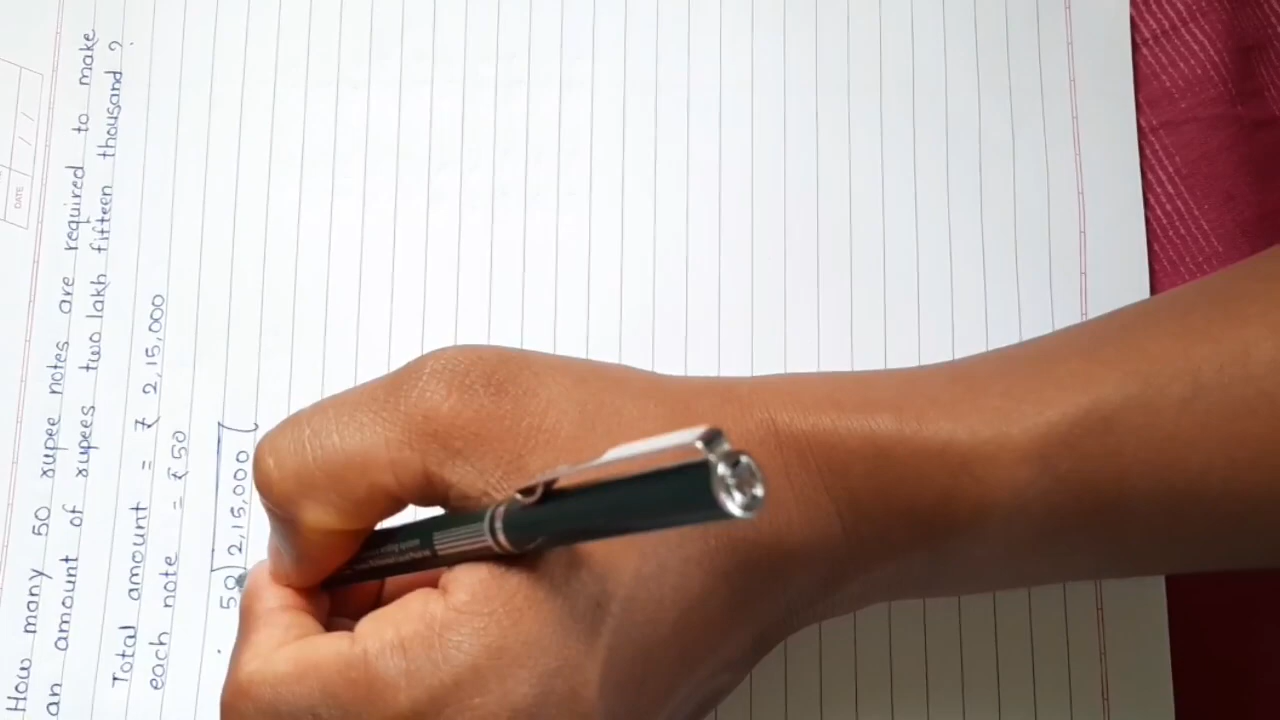 DATE
How many 50 rupee notes are required to make
an amount of rupees two lakh fifteen thousand ?
Total amount = ₹ 2,15,000
each note = ₹ 50
50) 2,15,000 (